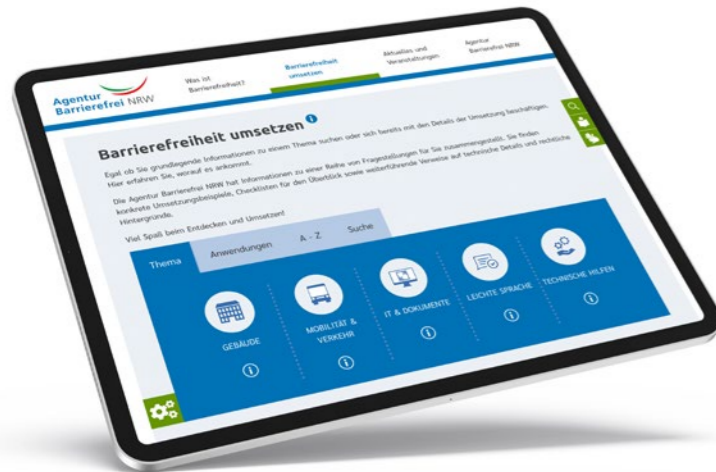 Agentur
Barrierefrei NRW
Was ist
Barrierefreiheit?
Barrierefreiheit
umsetzen
Aktuelles und
Veranstaltungen
Agentur
Barrierefrei NRW
Barrierefreiheit umsetzen
Egal ob Sie grundlegende Informationen zu einem Thema suchen oder sich bereits mit den Details der Umsetzung beschäftigen.
Hier erfahren Sie, worauf es ankommt.
Die Agentur Barrierefrei NRW hat Informationen zu einer Reihe von Fragestellungen für Sie zusammengestellt. Sie finden
konkrete Umsetzungsbeispiele, Checklisten für den Überblick sowie weiterführende Verweise auf technische Details und rechtliche
Hintergründe.
Viel Spaß beim Entdecken und Umsetzen!
Thema
Anwendungen
A - Z
Suche
GEBÄUDE
MOBILITÄT &
VERKEHR
IT & DOKUMENTE
LEICHTE SPRACHE
TECHNISCHE HILFEN